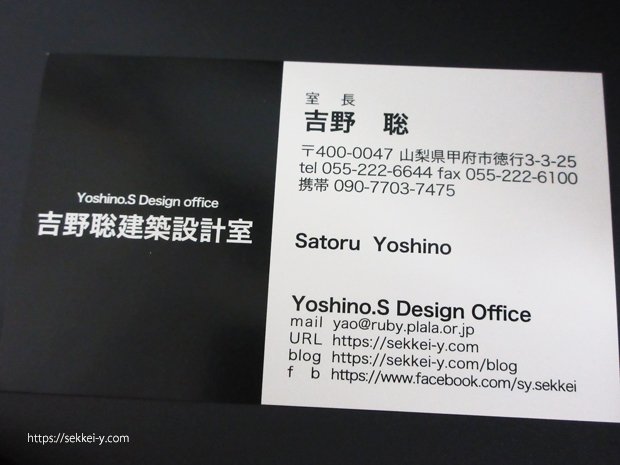 Yoshino.S Design office
吉野聡建築設計室
室 長
吉野 聡
〒400-0047 山梨県甲府市徳行3-3-25
tel 055-222-6644 fax 055-222-6100
携帯 090-7703-7475
Satoru Yoshino
Yoshino.S Design Office
mail yao@ruby.plala.or.jp
URL https://sekkei-y.com
blog https://sekkei-y.com/blog
f b https://www.facebook.com/sy.sekkei
https://sekkei-y.com